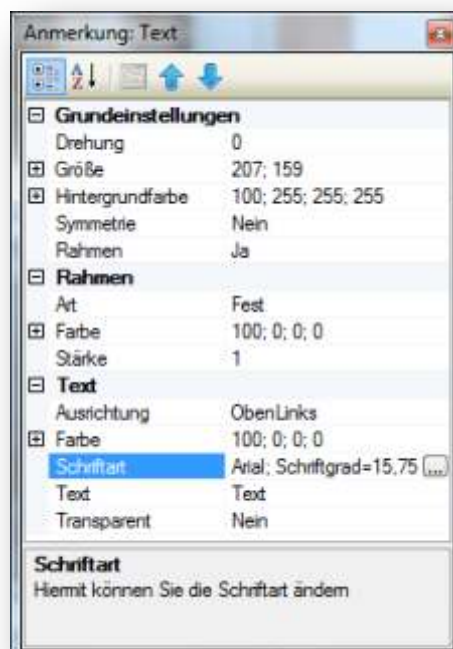 Anmerkung: Text
Grundeinstellungen
Drehung 0
Größe 207; 159
Hintergrundfarbe 100; 255; 255; 255
Symmetrie Nein
Rahmen Ja
Rahmen
Art Fest
Farbe 100; 0; 0; 0
Stärke 1
Text
Ausrichtung ObenLinks
Farbe 100; 0; 0; 0
Schriftart Arial; Schriftgrad=15,75 ...
Text Text
Transparent Nein
Schriftart
Hiermit können Sie die Schriftart ändern